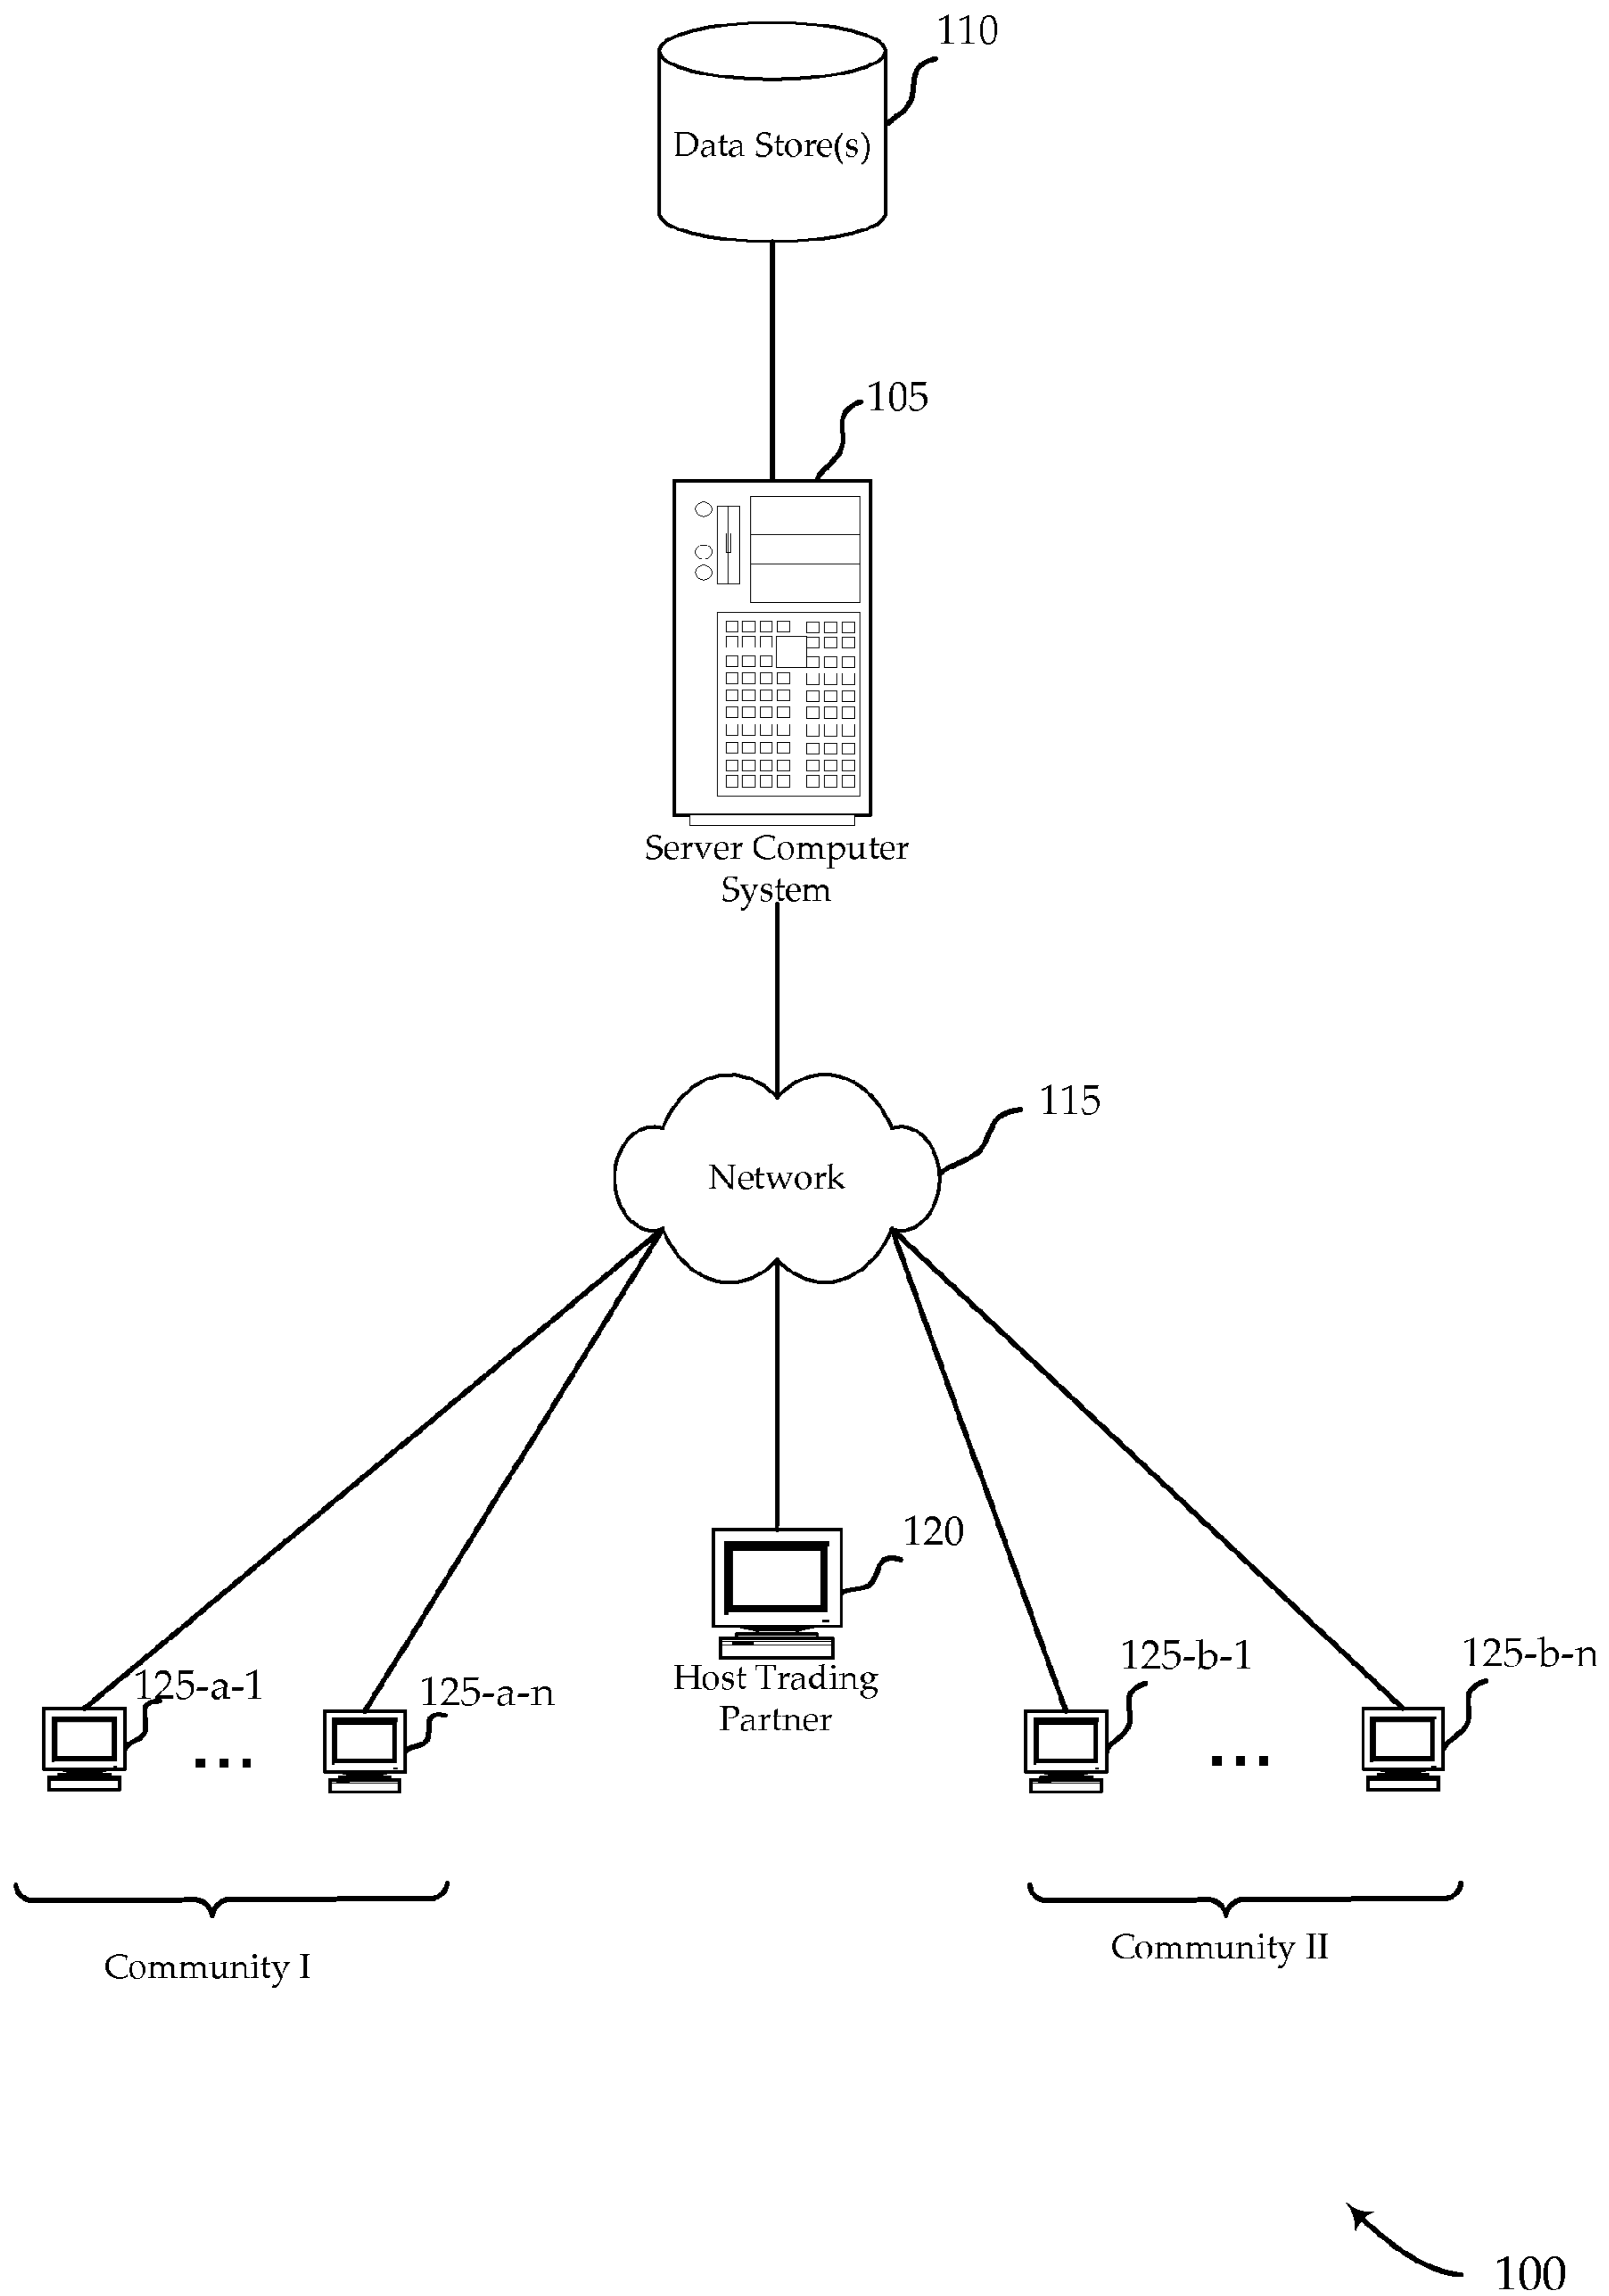 110
Data Store(s)
105
Server Computer
System
115
Network
120
Host Trading
Partner
125-a-1
125-a-n
125-b-1
125-b-n
...
...
Community I
Community II
100